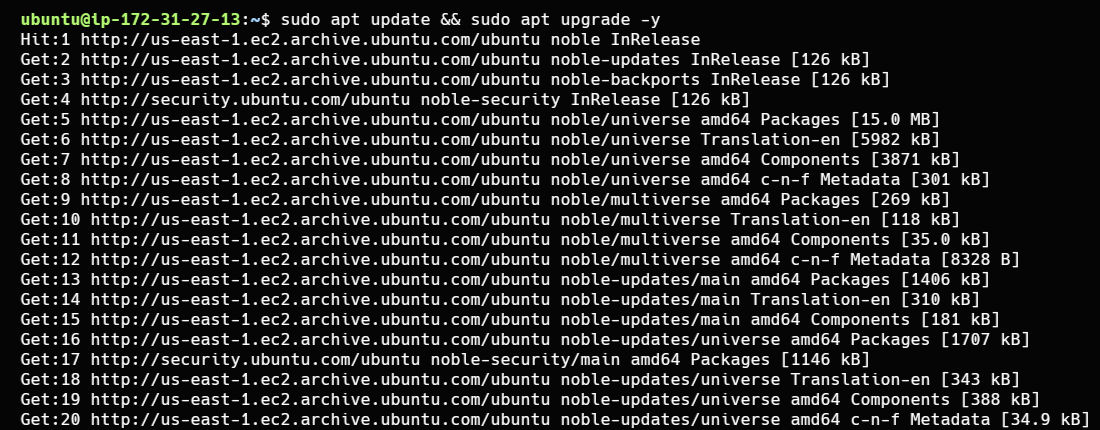 ubuntu@ip-172-31-27-13:~$ sudo apt update && sudo apt upgrade -y
Hit:1 http://us-east-1.ec2.archive.ubuntu.com/ubuntu noble InRelease
Get:2 http://us-east-1.ec2.archive.ubuntu.com/ubuntu noble-updates InRelease [126 kB]
Get:3 http://us-east-1.ec2.archive.ubuntu.com/ubuntu noble-backports InRelease [126 kB]
Get:4 http://security.ubuntu.com/ubuntu noble-security InRelease [126 kB]
Get:5 http://us-east-1.ec2.archive.ubuntu.com/ubuntu noble/universe amd64 Packages [15.0 MB]
Get:6 http://us-east-1.ec2.archive.ubuntu.com/ubuntu noble/universe Translation-en [5982 kB]
Get:7 http://us-east-1.ec2.archive.ubuntu.com/ubuntu noble/universe amd64 Components [3871 kB]
Get:8 http://us-east-1.ec2.archive.ubuntu.com/ubuntu noble/universe amd64 c-n-f Metadata [301 kB]
Get:9 http://us-east-1.ec2.archive.ubuntu.com/ubuntu noble/multiverse amd64 Packages [269 kB]
Get:10 http://us-east-1.ec2.archive.ubuntu.com/ubuntu noble/multiverse Translation-en [118 kB]
Get:11 http://us-east-1.ec2.archive.ubuntu.com/ubuntu noble/multiverse amd64 Components [35.0 kB]
Get:12 http://us-east-1.ec2.archive.ubuntu.com/ubuntu noble/multiverse amd64 c-n-f Metadata [8328 B]
Get:13 http://us-east-1.ec2.archive.ubuntu.com/ubuntu noble-updates/main amd64 Packages [1406 kB]
Get:14 http://us-east-1.ec2.archive.ubuntu.com/ubuntu noble-updates/main Translation-en [310 kB]
Get:15 http://us-east-1.ec2.archive.ubuntu.com/ubuntu noble-updates/main amd64 Components [181 kB]
Get:16 http://us-east-1.ec2.archive.ubuntu.com/ubuntu noble-updates/universe amd64 Packages [1707 kB]
Get:17 http://security.ubuntu.com/ubuntu noble-security/main amd64 Packages [1146 kB]
Get:18 http://us-east-1.ec2.archive.ubuntu.com/ubuntu noble-updates/universe Translation-en [343 kB]
Get:19 http://us-east-1.ec2.archive.ubuntu.com/ubuntu noble-updates/universe amd64 Components [388 kB]
Get:20 http://us-east-1.ec2.archive.ubuntu.com/ubuntu noble-updates/universe amd64 c-n-f Metadata [34.9 kB]